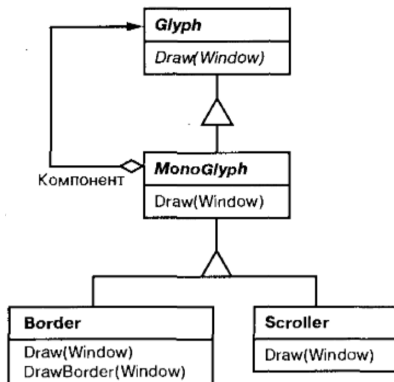 Glyph
Draw(Window)
Компонент
MonoGlyph
Draw(Window)
Border
Draw(Window)
DrawBorder(Window)
Scroller
Draw(Window)